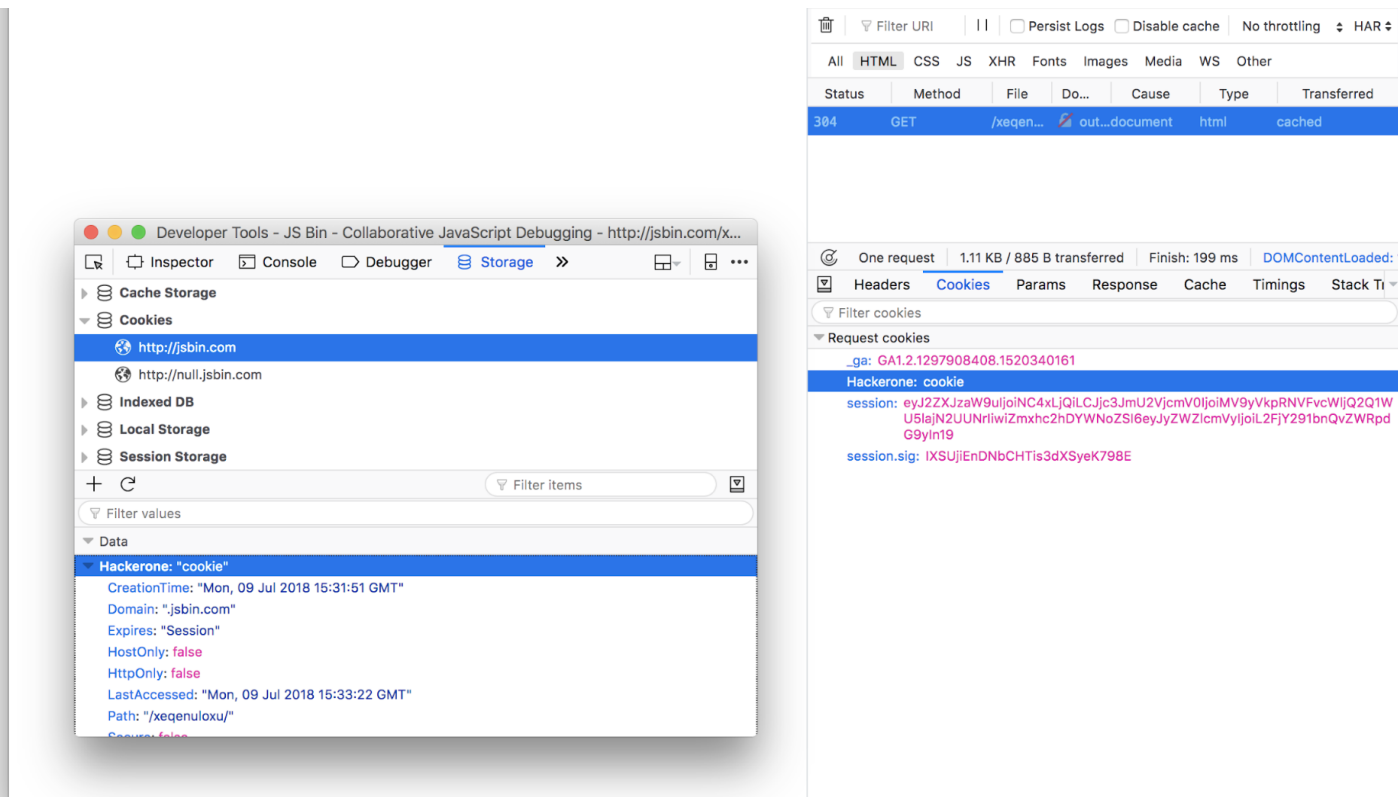 Filter URI
Persist Logs
Disable cache
No throttling
HAR
All HTML CSS JS XHR Fonts Images Media WS Other
Status Method File Do... Cause Type Transferred
304 GET /xeqen... out...document html cached
One request 1.11 KB / 885 B transferred Finish: 199 ms DOMContentLoaded:
Headers Cookies Params Response Cache Timings Stack
Filter cookies
Request cookies
_ga: GA1.2.1297908408.1520340161
Hackerone: cookie
session:
session.sig:
Developer Tools - JS Bin - Collaborative JavaScript Debugging - http://jsbin.com/x...
Inspector Console Debugger Storage
Cache Storage
Cookies
http://jsbin.com
http://null.jsbin.com
Indexed DB
Local Storage
Session Storage
Filter items
Filter values
Data
Hackerone: "cookie"
CreationTime: "Mon, 09 Jul 2018 15:31:51 GMT"
Domain: ".jsbin.com"
Expires: "Session"
HostOnly: false
HttpOnly: false
LastAccessed: "Mon, 09 Jul 2018 15:33:22 GMT"
Path: "/xeqenuloxu/"
Secure: false